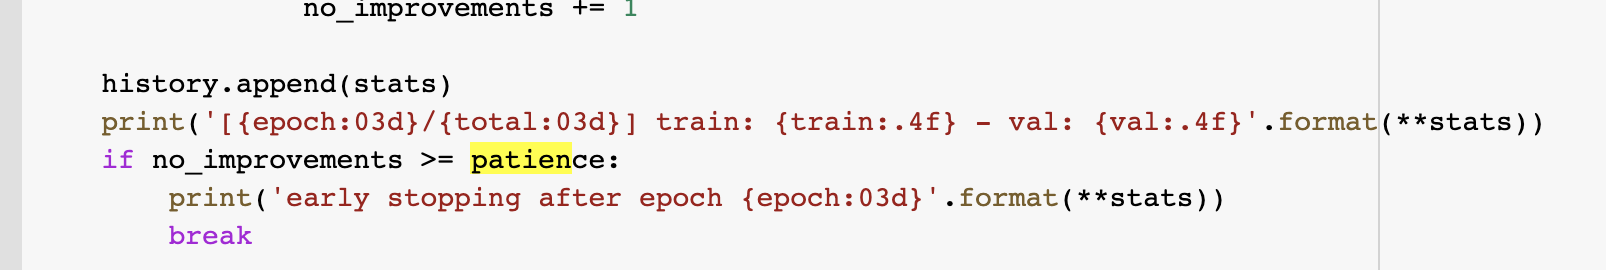 no_improvements += 1
history.append(stats)
print('[{epoch:03d}/{total:03d}] train: {train:.4f} - val: {val:.4f}'.format(**stats))
if no_improvements >= patience:
print('early stopping after epoch {epoch:03d}'.format(**stats))
break